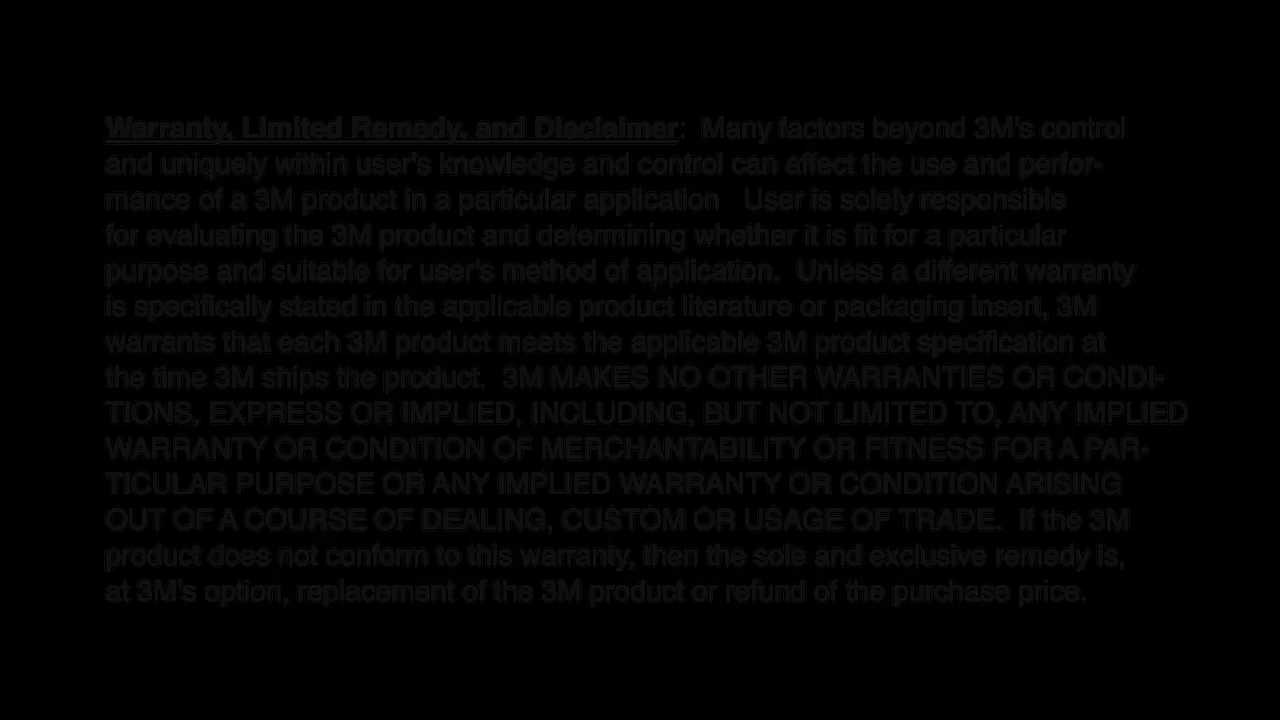 Warranty, Limited Remedy, and Disclaimer:  Many factors beyond 3M's control
and uniquely within user's knowledge and control can affect the use and perfor-
mance of a 3M product in a particular application   User is solely responsible
for evaluating the 3M product and determining whether it is fit for a particular
purpose and suitable for user's method of application.  Unless a different warranty
is specifically stated in the applicable product literature or packaging insert, 3M
warrants that each 3M product meets the applicable 3M product specification at
the time 3M ships the product.  3M MAKES NO OTHER WARRANTIES OR CONDI-
TIONS, EXPRESS OR IMPLIED, INCLUDING, BUT NOT LIMITED TO, ANY IMPLIED
WARRANTY OR CONDITION OF MERCHANTABILITY OR FITNESS FOR A PAR-
TICULAR PURPOSE OR ANY IMPLIED WARRANTY OR CONDITION ARISING
OUT OF A COURSE OF DEALING, CUSTOM OR USAGE OF TRADE.  If the 3M
product does not conform to this warranty, then the sole and exclusive remedy is,
at 3M's option, replacement of the 3M product or refund of the purchase price.